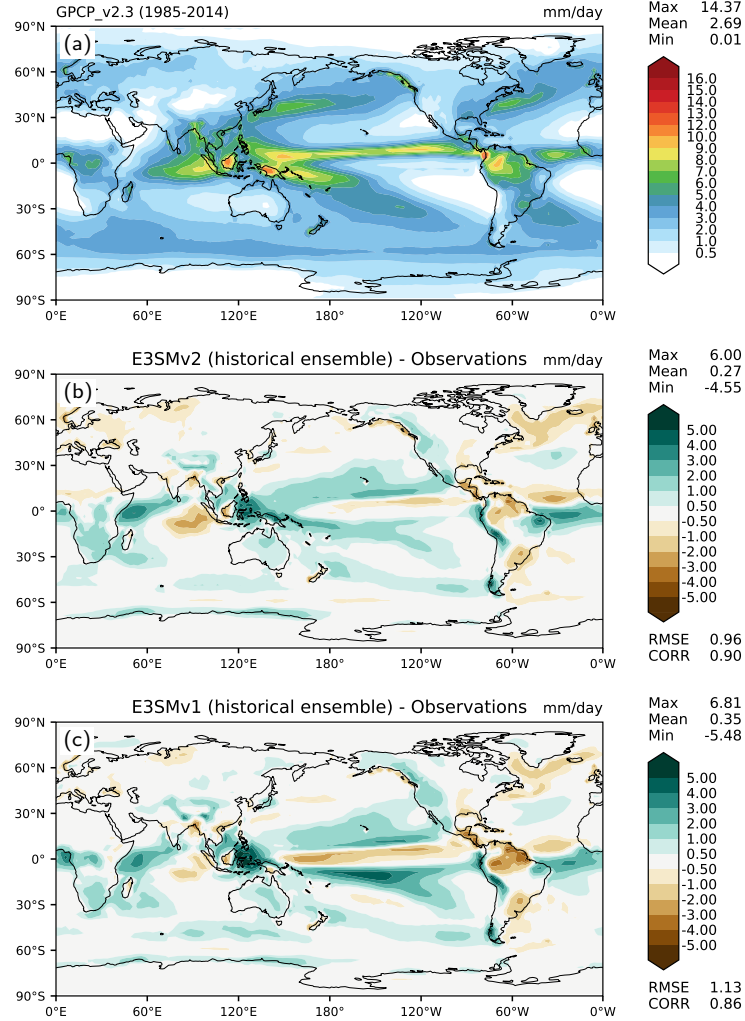 GPCP_v2.3 (1985-2014) mm/day
Max 14.37
Mean 2.69
Min 0.01
(a)
90°N
60°N
30°N
0°
30°S
60°S
90°S
0°E 60°E 120°E 180° 120°W 60°W 0°W
16.0
15.0
14.0
13.0
12.0
11.0
10.0
9.0
8.0
7.0
6.0
5.0
4.0
3.0
2.0
1.0
0.5
E3SMv2 (historical ensemble) - Observations mm/day
Max 6.00
Mean 0.27
Min -4.55
(b)
90°N
60°N
30°N
0°
30°S
60°S
90°S
0°E 60°E 120°E 180° 120°W 60°W 0°W
5.00
4.00
3.00
2.00
1.00
0.50
-0.50
-1.00
-2.00
-3.00
-4.00
-5.00
RMSE 0.96
CORR 0.90
E3SMv1 (historical ensemble) - Observations mm/day
Max 6.81
Mean 0.35
Min -5.48
(c)
90°N
60°N
30°N
0°
30°S
60°S
90°S
0°E 60°E 120°E 180° 120°W 60°W 0°W
5.00
4.00
3.00
2.00
1.00
0.50
-0.50
-1.00
-2.00
-3.00
-4.00
-5.00
RMSE 1.13
CORR 0.86